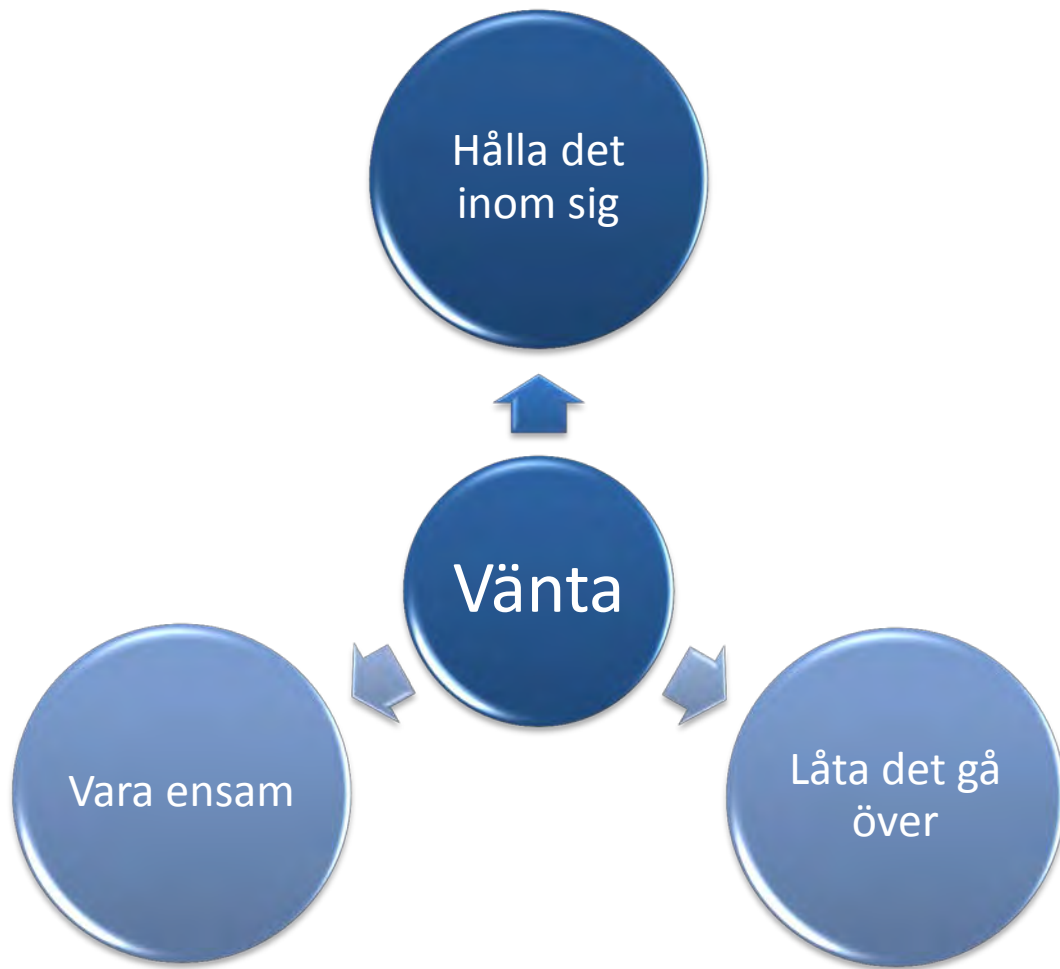 Hålla det
inom sig
Vänta
Vara ensam
Låta det gå
över